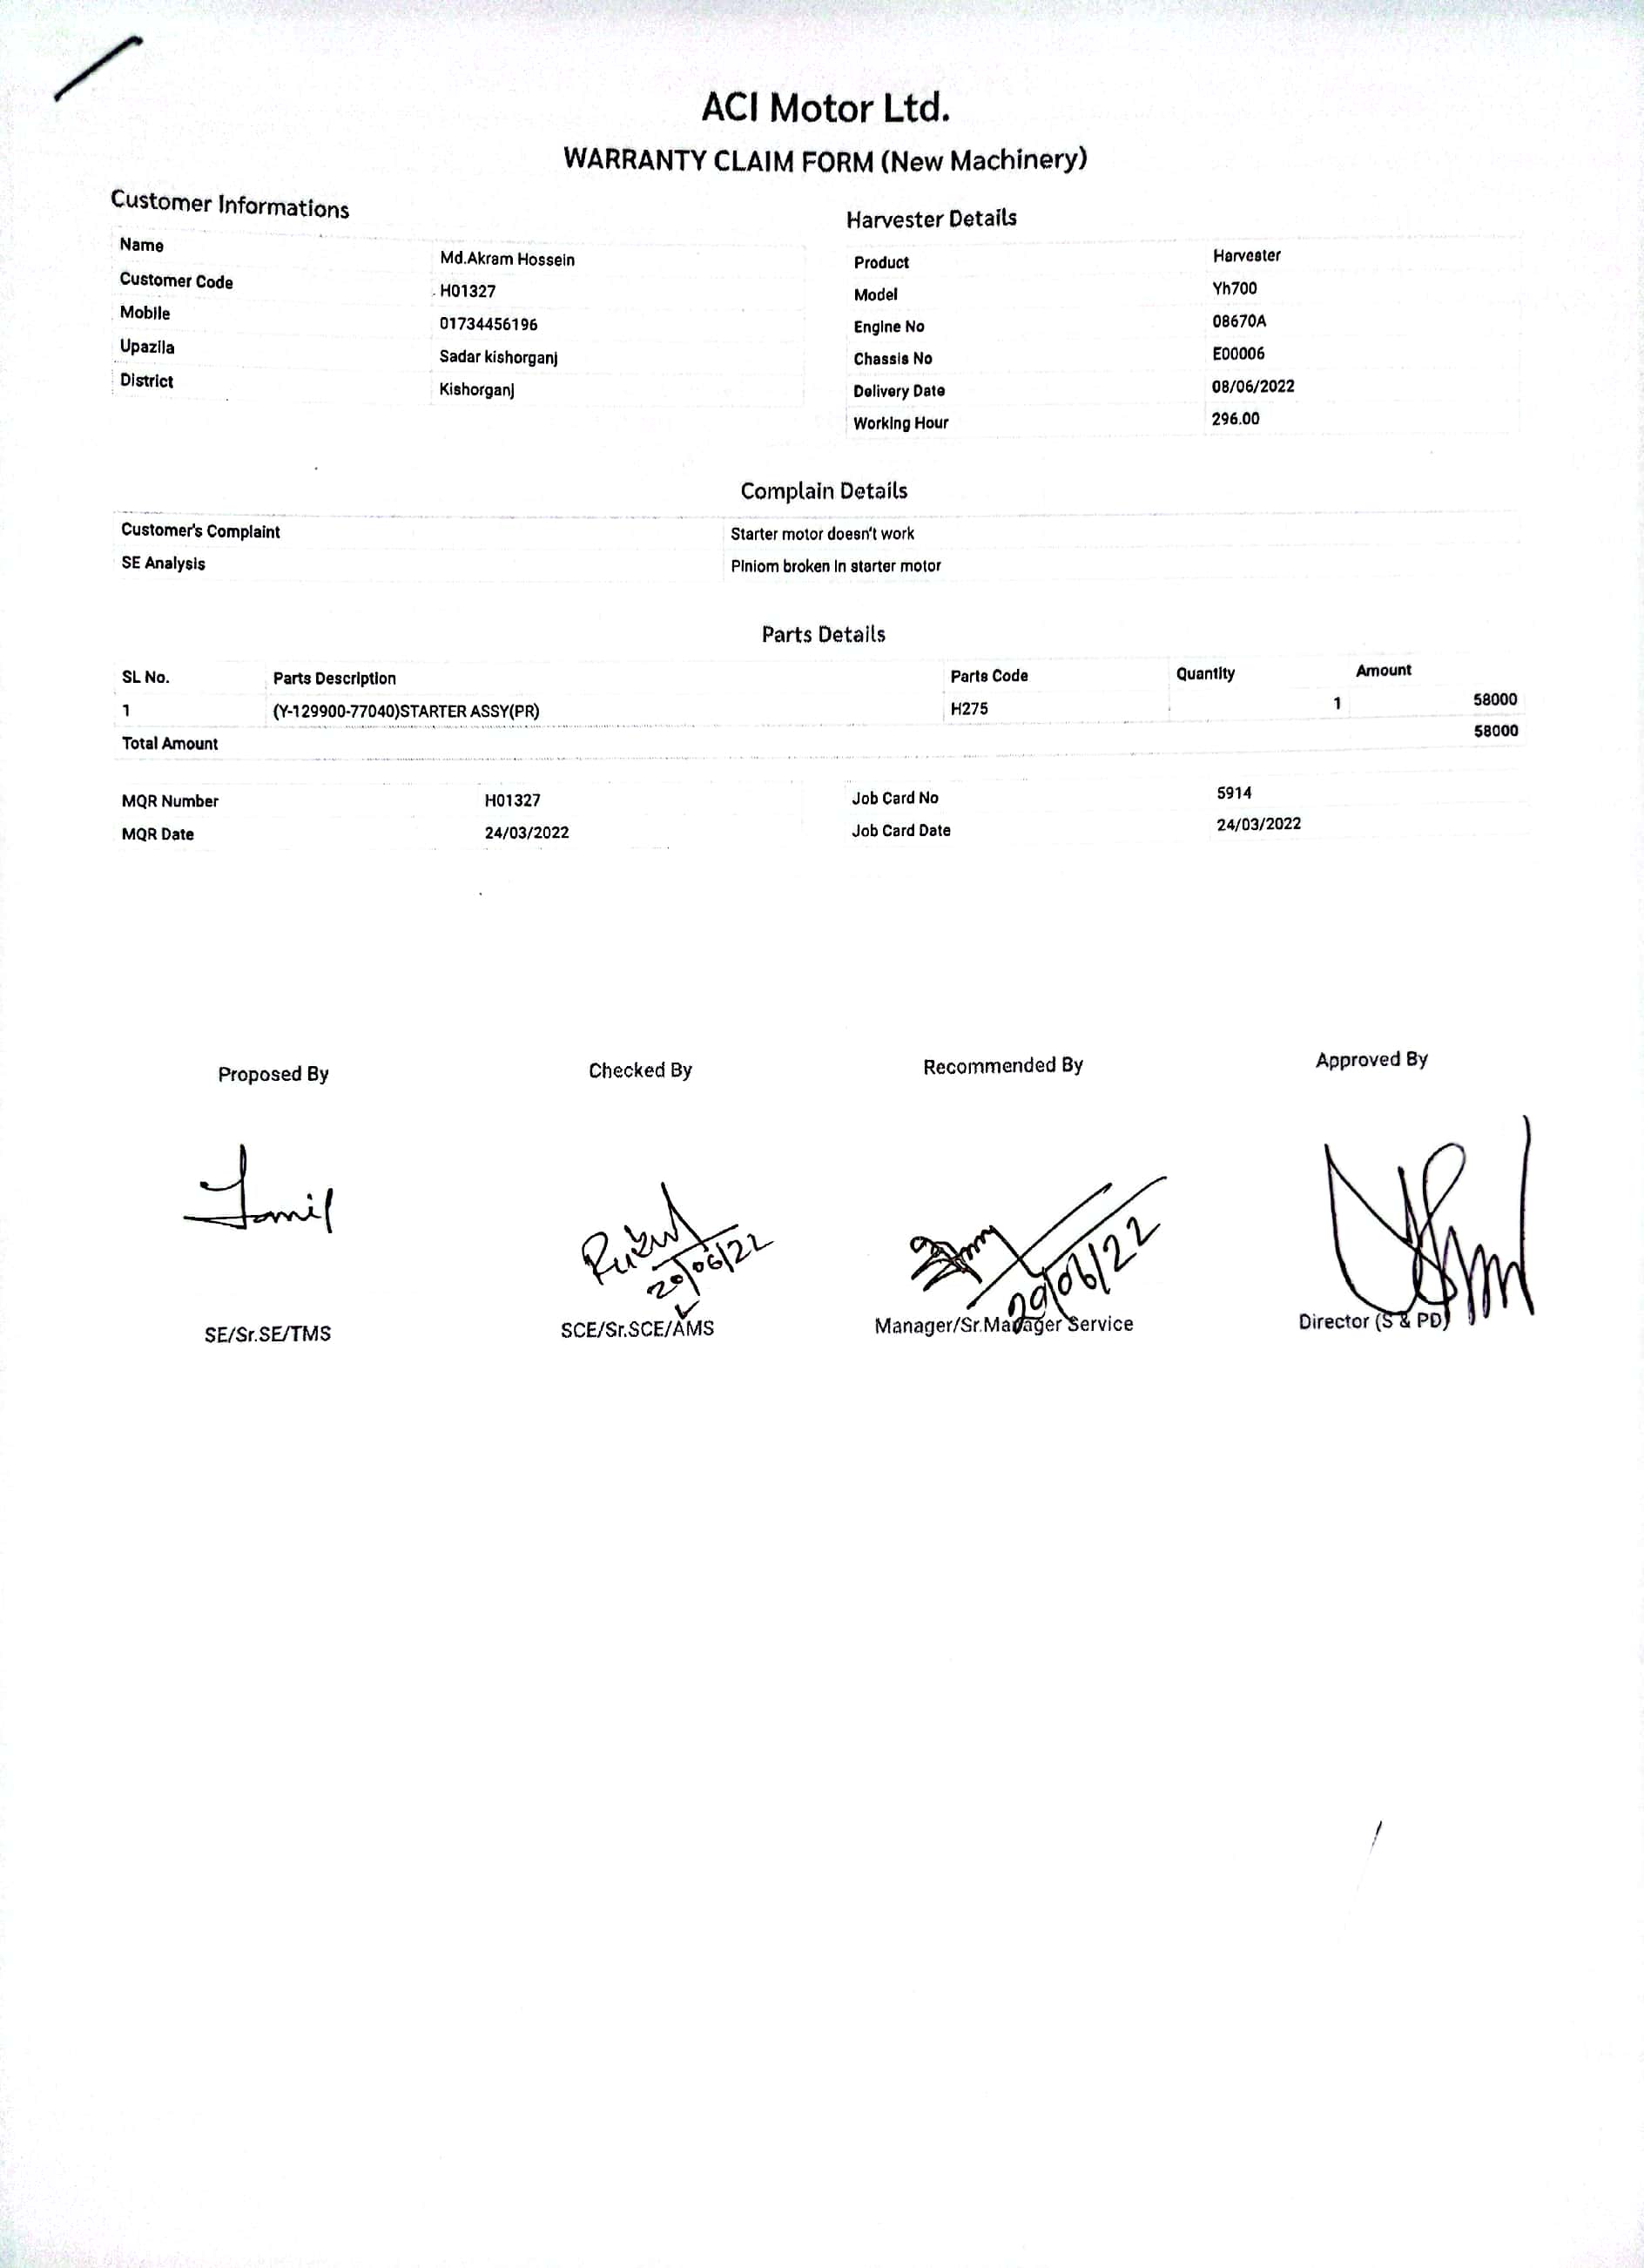 ACI Motor Ltd.
WARRANTY CLAIM FORM (New Machinery)
Customer Informations
Name Md.Akram Hossein
Customer Code H01327
Mobile 01734456196
Upazila Sadar kishorganj
District Kishorganj
Harvester Details
Product Harvester
Model Yh700
Engine No 08670A
Chassis No E00006
Delivery Date 08/06/2022
Working Hour 296.00
Complain Details
Customer's Complaint Starter motor doesn't work
SE Analysis Piniom broken in starter motor
Parts Details
SL No. Parts Description Parts Code Quantity Amount
1 (Y-129900-77040)STARTER ASSY(PR) H275 1 58000
Total Amount 58000
MQR Number H01327 Job Card No 5914
MQR Date 24/03/2022 Job Card Date 24/03/2022
Proposed By Checked By Recommended By Approved By
20/06/22 29/06/22
SE/Sr.SE/TMS SCE/Sr.SCE/AMS Manager/Sr.Manager Service Director (S & PD)